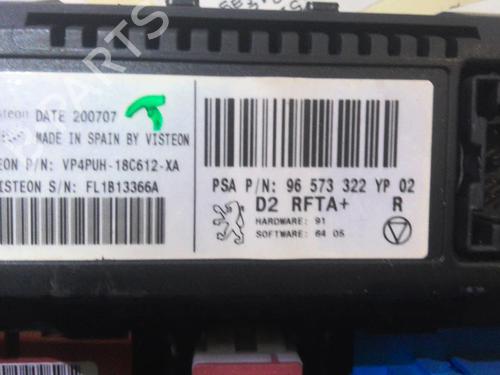 steon DATE 200707
MADE IN SPAIN BY VISTEON
EON P/N: VP4PUH-18C612-XA
ISTEON S/N: FL1B13366A
PSA P/N: 96 573 322 YP 02
D2 RFTA+ R
HARDWARE: 91
SOFTWARE: 64 05
PARTS